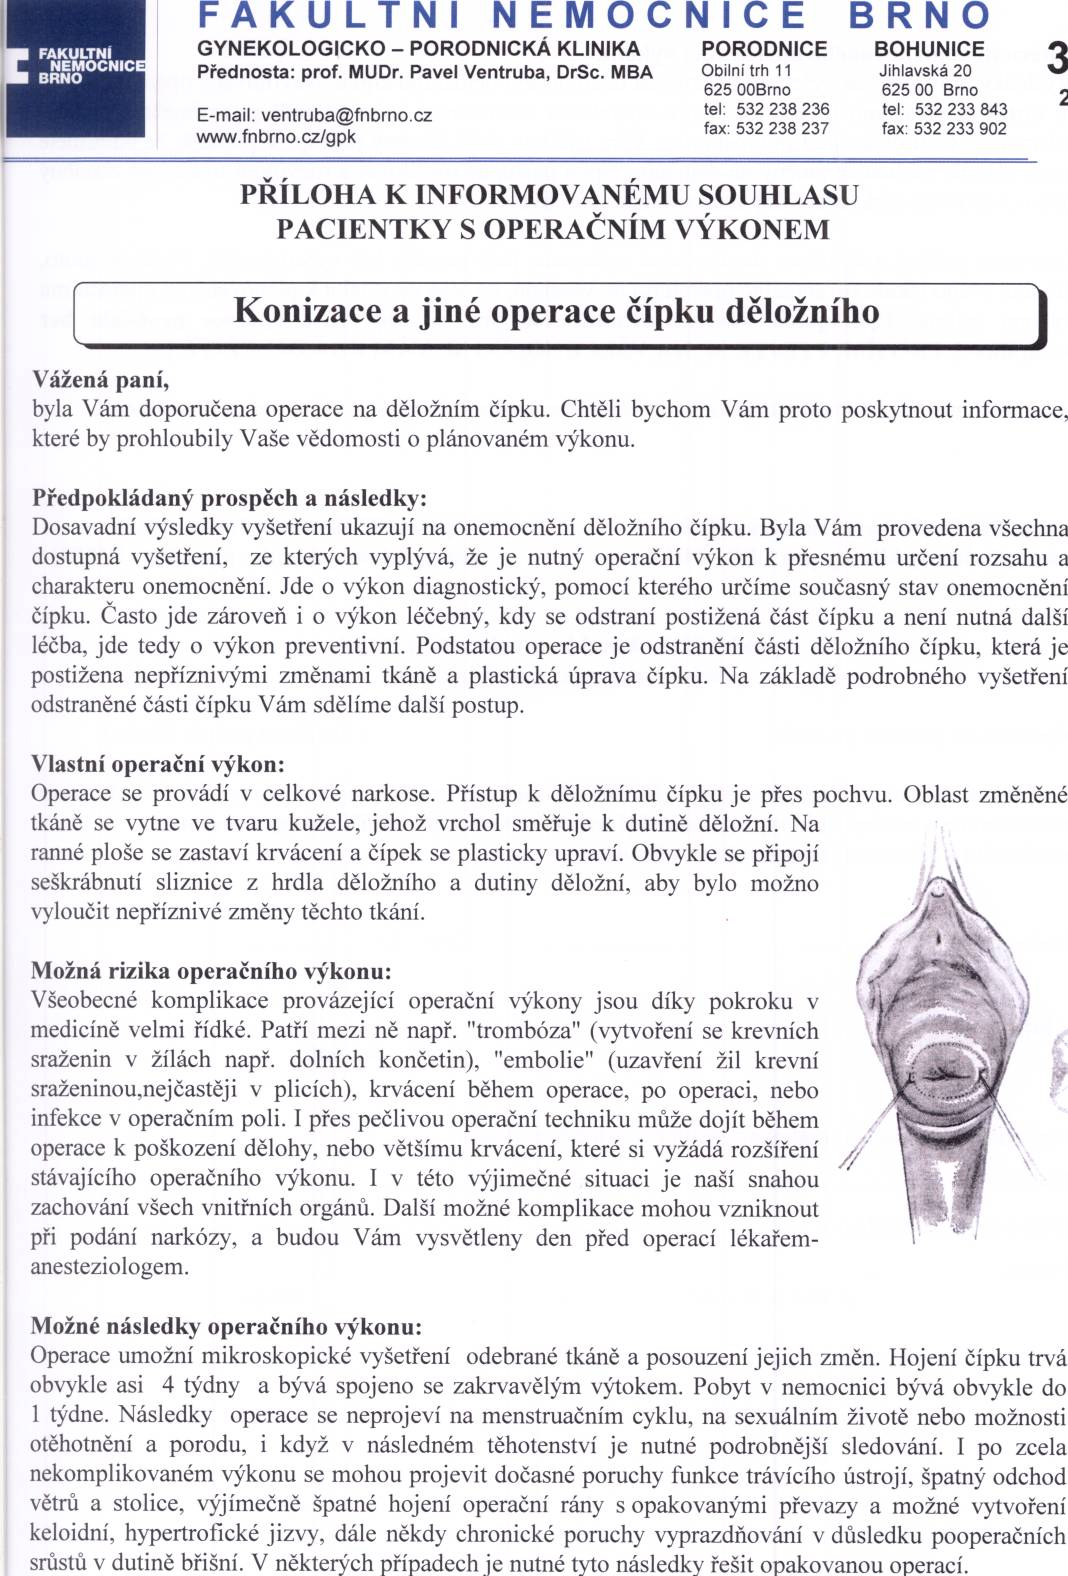 FAKULTNÍ NEMOCNICE BRNO
FAKULTNÍ
NEMOCNICE
BRNO
GYNEKOLOGICKO – PORODNICKÁ KLINIKA
Přednosta: prof. MUDr. Pavel Ventruba, DrSc. MBA
E-mail: ventruba@fnbrno.cz
www.fnbrno.cz/gpk
PORODNICE
Obilní trh 11
625 00Brno
tel: 532 238 236
fax: 532 238 237
BOHUNICE
Jihlavská 20
625 00 Brno
tel: 532 233 843
fax: 532 233 902
3
2
PŘÍLOHA K INFORMOVANÉMU SOUHLASU
PACIENTKY S OPERAČNÍM VÝKONEM
Konizace a jiné operace čípku děložního
Vážená paní,
byla Vám doporučena operace na děložním čípku. Chtěli bychom Vám proto poskytnout informace,
které by prohloubily Vaše vědomosti o plánovaném výkonu.
Předpokládaný prospěch a následky:
Dosavadní výsledky vyšetření ukazují na onemocnění děložního čípku. Byla Vám provedena všechna
dostupná vyšetření, ze kterých vyplývá, že je nutný operační výkon k přesnému určení rozsahu a
charakteru onemocnění. Jde o výkon diagnostický, pomocí kterého určíme současný stav onemocnění
čípku. Často jde zároveň i o výkon léčebný, kdy se odstraní postižená část čípku a není nutná další
léčba, jde tedy o výkon preventivní. Podstatou operace je odstranění části děložního čípku, která je
postižena nepříznivými změnami tkáně a plastická úprava čípku. Na základě podrobného vyšetření
odstraněné části čípku Vám sdělíme další postup.
Vlastní operační výkon:
Operace se provádí v celkové narkose. Přístup k děložnímu čípku je přes pochvu. Oblast změněné
tkáně se vytne ve tvaru kužele, jehož vrchol směřuje k dutině děložní. Na
ranné ploše se zastaví krvácení a čípek se plasticky upraví. Obvykle se připojí
seškrábnutí sliznice z hrdla děložního a dutiny děložní, aby bylo možno
vyloučit nepříznivé změny těchto tkání.
Možná rizika operačního výkonu:
Všeobecné komplikace provázející operační výkony jsou díky pokroku v
medicíně velmi řídké. Patří mezi ně např. "trombóza" (vytvoření se krevních
sraženin v žílách např. dolních končetin), "embolie" (uzavření žil krevní
sraženinou,nejčastěji v plicích), krvácení během operace, po operaci, nebo
infekce v operačním poli. I přes pečlivou operační techniku může dojít během
operace k poškození dělohy, nebo většímu krvácení, které si vyžádá rozšíření
stávajícího operačního výkonu. I v této výjimečné situaci je naší snahou
zachování všech vnitřních orgánů. Další možné komplikace mohou vzniknout
při podání narkózy, a budou Vám vysvětleny den před operací lékařem-
anesteziologem.
Možné následky operačního výkonu:
Operace umožní mikroskopické vyšetření odebrané tkáně a posouzení jejich změn. Hojení čípku trvá
obvykle asi 4 týdny a bývá spojeno se zakrvavělým výtokem. Pobyt v nemocnici bývá obvykle do
1 týdne. Následky operace se neprojeví na menstruačním cyklu, na sexuálním životě nebo možnosti
otěhotnění a porodu, i když v následném těhotenství je nutné podrobnější sledování. I po zcela
nekomplikovaném výkonu se mohou projevit dočasné poruchy funkce trávícího ústrojí, špatný odchod
větrů a stolice, výjímečně špatné hojení operační rány s opakovanými převazy a možné vytvoření
keloidní, hypertrofické jizvy, dále někdy chronické poruchy vyprazdňování v důsledku pooperačních
srůstů v dutině břišní. V některých případech je nutné tyto následky řešit opakovanou operací.